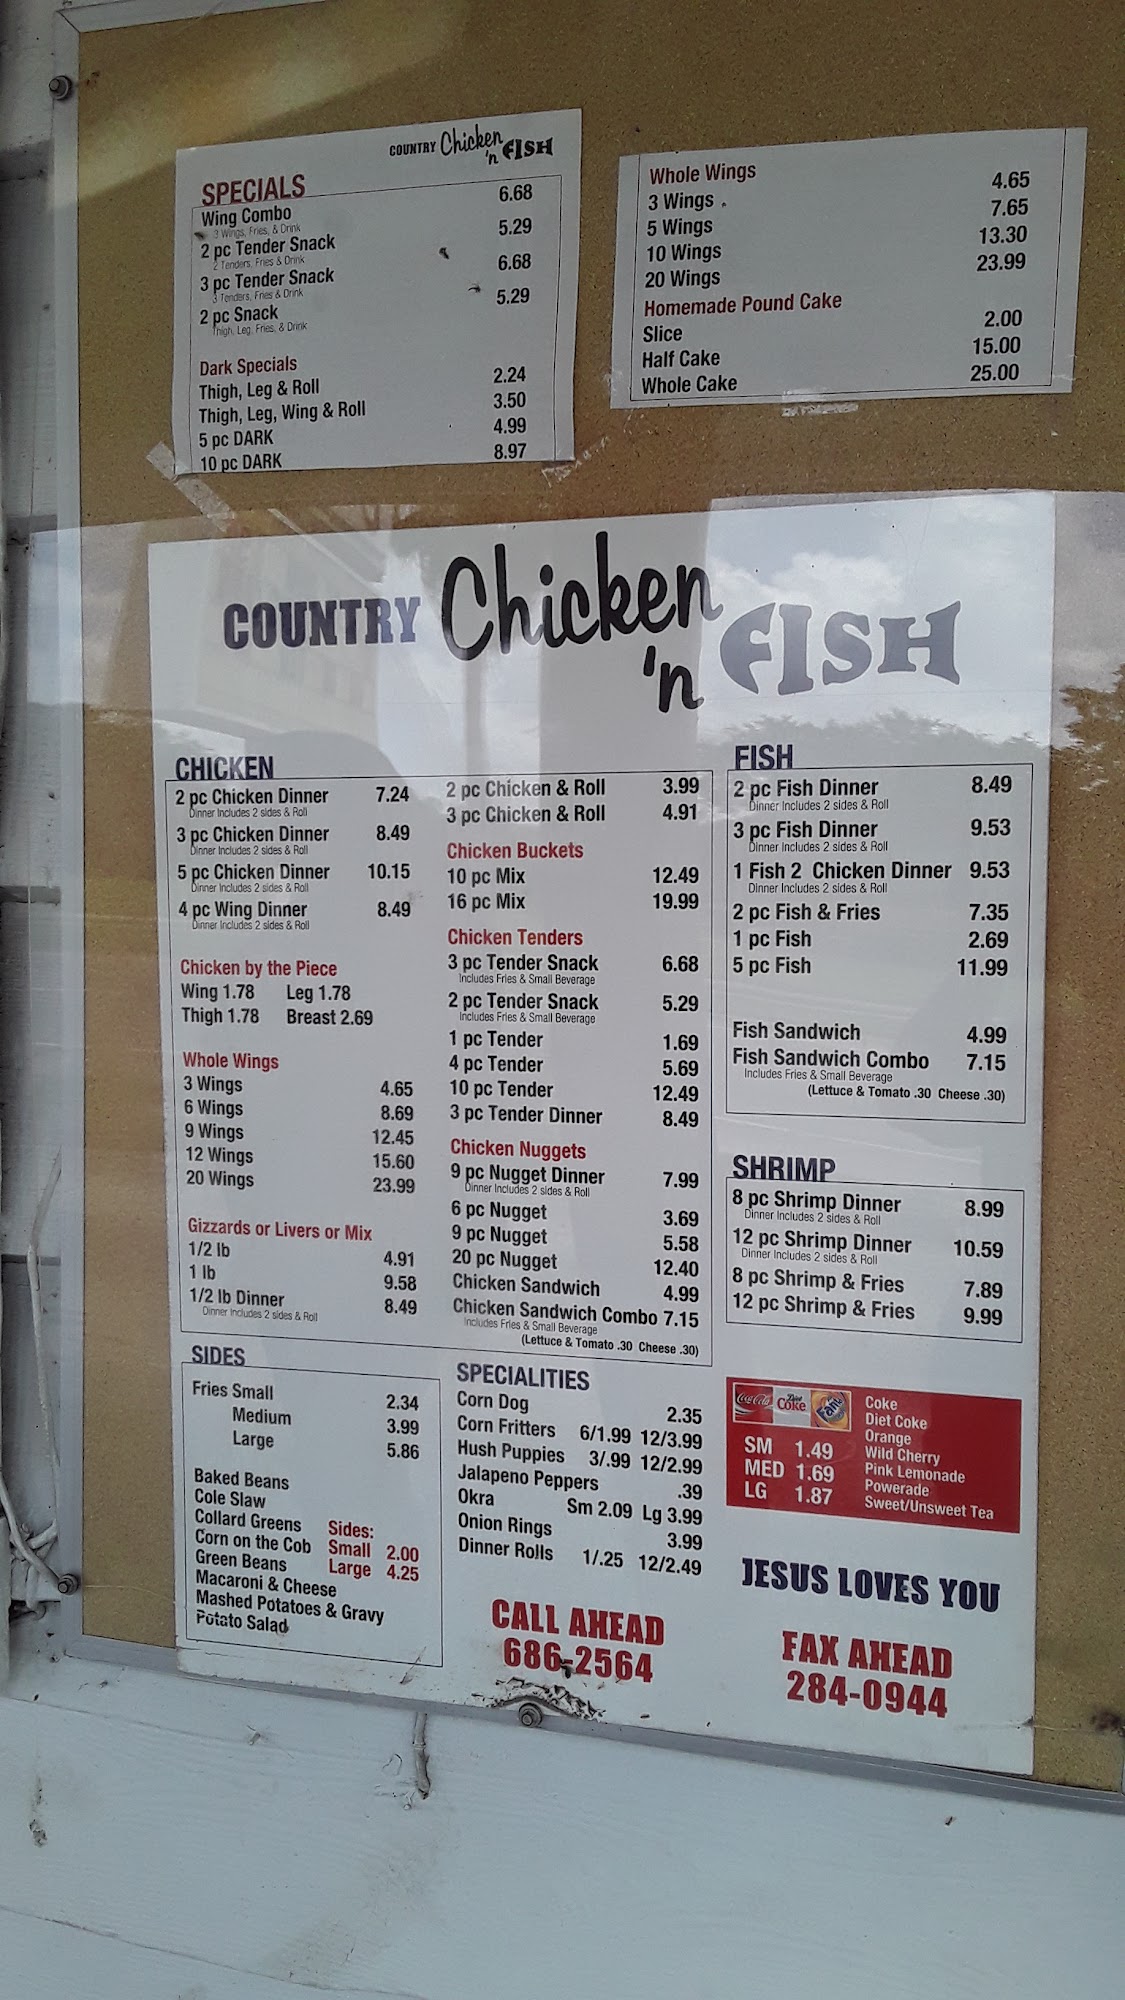 COUNTRY Chicken 'n FISH
SPECIALS
Wing Combo 6.68
3 Wings, Fries, & Drink
2 pc Tender Snack 5.29
2 Tenders, Fries & Drink
3 pc Tender Snack 6.68
3 Tenders, Fries & Drink
2 pc Snack 5.29
Thigh, Leg, Fries, & Drink
Dark Specials
Thigh, Leg & Roll 2.24
Thigh, Leg, Wing & Roll 3.50
5 pc DARK 4.99
10 pc DARK 8.97
Whole Wings
3 Wings 4.65
5 Wings 7.65
10 Wings 13.30
20 Wings 23.99
Homemade Pound Cake
Slice 2.00
Half Cake 15.00
Whole Cake 25.00
COUNTRY Chicken 'n FISH
CHICKEN
2 pc Chicken Dinner 7.24
Dinner Includes 2 sides & Roll
3 pc Chicken Dinner 8.49
Dinner Includes 2 sides & Roll
5 pc Chicken Dinner 10.15
Dinner Includes 2 sides & Roll
4 pc Wing Dinner 8.49
Dinner Includes 2 sides & Roll
Chicken by the Piece
Wing 1.78 Leg 1.78
Thigh 1.78 Breast 2.69
Whole Wings
3 Wings 4.65
6 Wings 8.69
9 Wings 12.45
12 Wings 15.60
20 Wings 23.99
Gizzards or Livers or Mix
1/2 lb 4.91
1 lb 9.58
1/2 lb Dinner 8.49
Dinner Includes 2 sides & Roll
2 pc Chicken & Roll 3.99
3 pc Chicken & Roll 4.91
Chicken Buckets
10 pc Mix 12.49
16 pc Mix 19.99
Chicken Tenders
3 pc Tender Snack 6.68
Includes Fries & Small Beverage
2 pc Tender Snack 5.29
Includes Fries & Small Beverage
1 pc Tender 1.69
4 pc Tender 5.69
10 pc Tender 12.49
3 pc Tender Dinner 8.49
Chicken Nuggets
9 pc Nugget Dinner 7.99
Dinner Includes 2 sides & Roll
6 pc Nugget 3.69
9 pc Nugget 5.58
20 pc Nugget 12.40
Chicken Sandwich 4.99
Chicken Sandwich Combo 7.15
Includes Fries & Small Beverage
(Lettuce & Tomato .30 Cheese .30)
FISH
2 pc Fish Dinner 8.49
Dinner Includes 2 sides & Roll
3 pc Fish Dinner 9.53
Dinner Includes 2 sides & Roll
1 Fish 2 Chicken Dinner 9.53
Dinner Includes 2 sides & Roll
2 pc Fish & Fries 7.35
1 pc Fish 2.69
5 pc Fish 11.99
Fish Sandwich 4.99
Fish Sandwich Combo 7.15
Includes Fries & Small Beverage
(Lettuce & Tomato .30 Cheese .30)
SHRIMP
8 pc Shrimp Dinner 8.99
Dinner Includes 2 sides & Roll
12 pc Shrimp Dinner 10.59
Dinner Includes 2 sides & Roll
8 pc Shrimp & Fries 7.89
12 pc Shrimp & Fries 9.99
SIDES
Fries Small 2.34
Medium 3.99
Large 5.86
Baked Beans
Cole Slaw
Collard Greens
Corn on the Cob
Green Beans
Macaroni & Cheese
Mashed Potatoes & Gravy
Potato Salad
Sides:
Small 2.00
Large 4.25
SPECIALITIES
Corn Dog 2.35
Corn Fritters 6/1.99 12/3.99
Hush Puppies 3/.99 12/2.99
Jalapeno Peppers .39
Okra Sm 2.09 Lg 3.99
Onion Rings 3.99
Dinner Rolls 1/.25 12/2.49
Coca-Cola Diet Coke Fanta
SM 1.49
MED 1.69
LG 1.87
Coke
Diet Coke
Orange
Wild Cherry
Pink Lemonade
Powerade
Sweet/Unsweet Tea
CALL AHEAD
686-2564
JESUS LOVES YOU
FAX AHEAD
284-0944